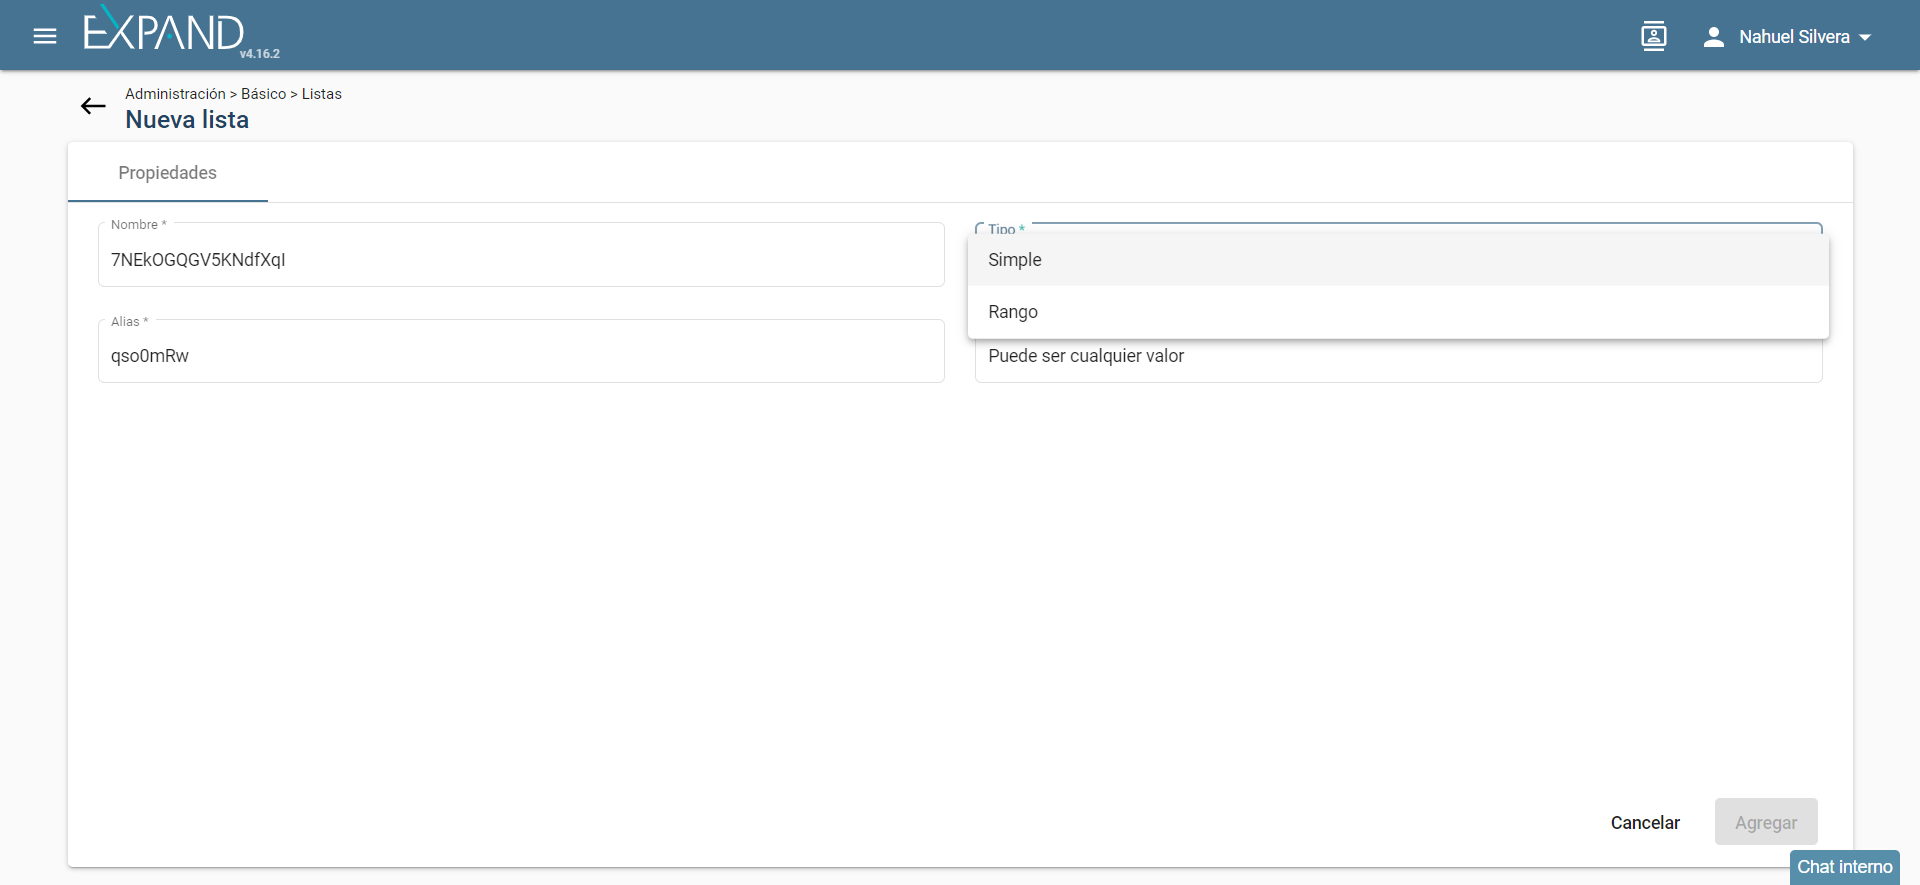 EXPAND
v4.16.2
Nahuel Silvera
Administración > Básico > Listas
Nueva lista
Propiedades
Nombre *
7NEkOGQGV5KNdfXqI
Tipo *
Simple
Rango
Alias *
qso0mRw
Puede ser cualquier valor
Cancelar
Agregar
Chat interno